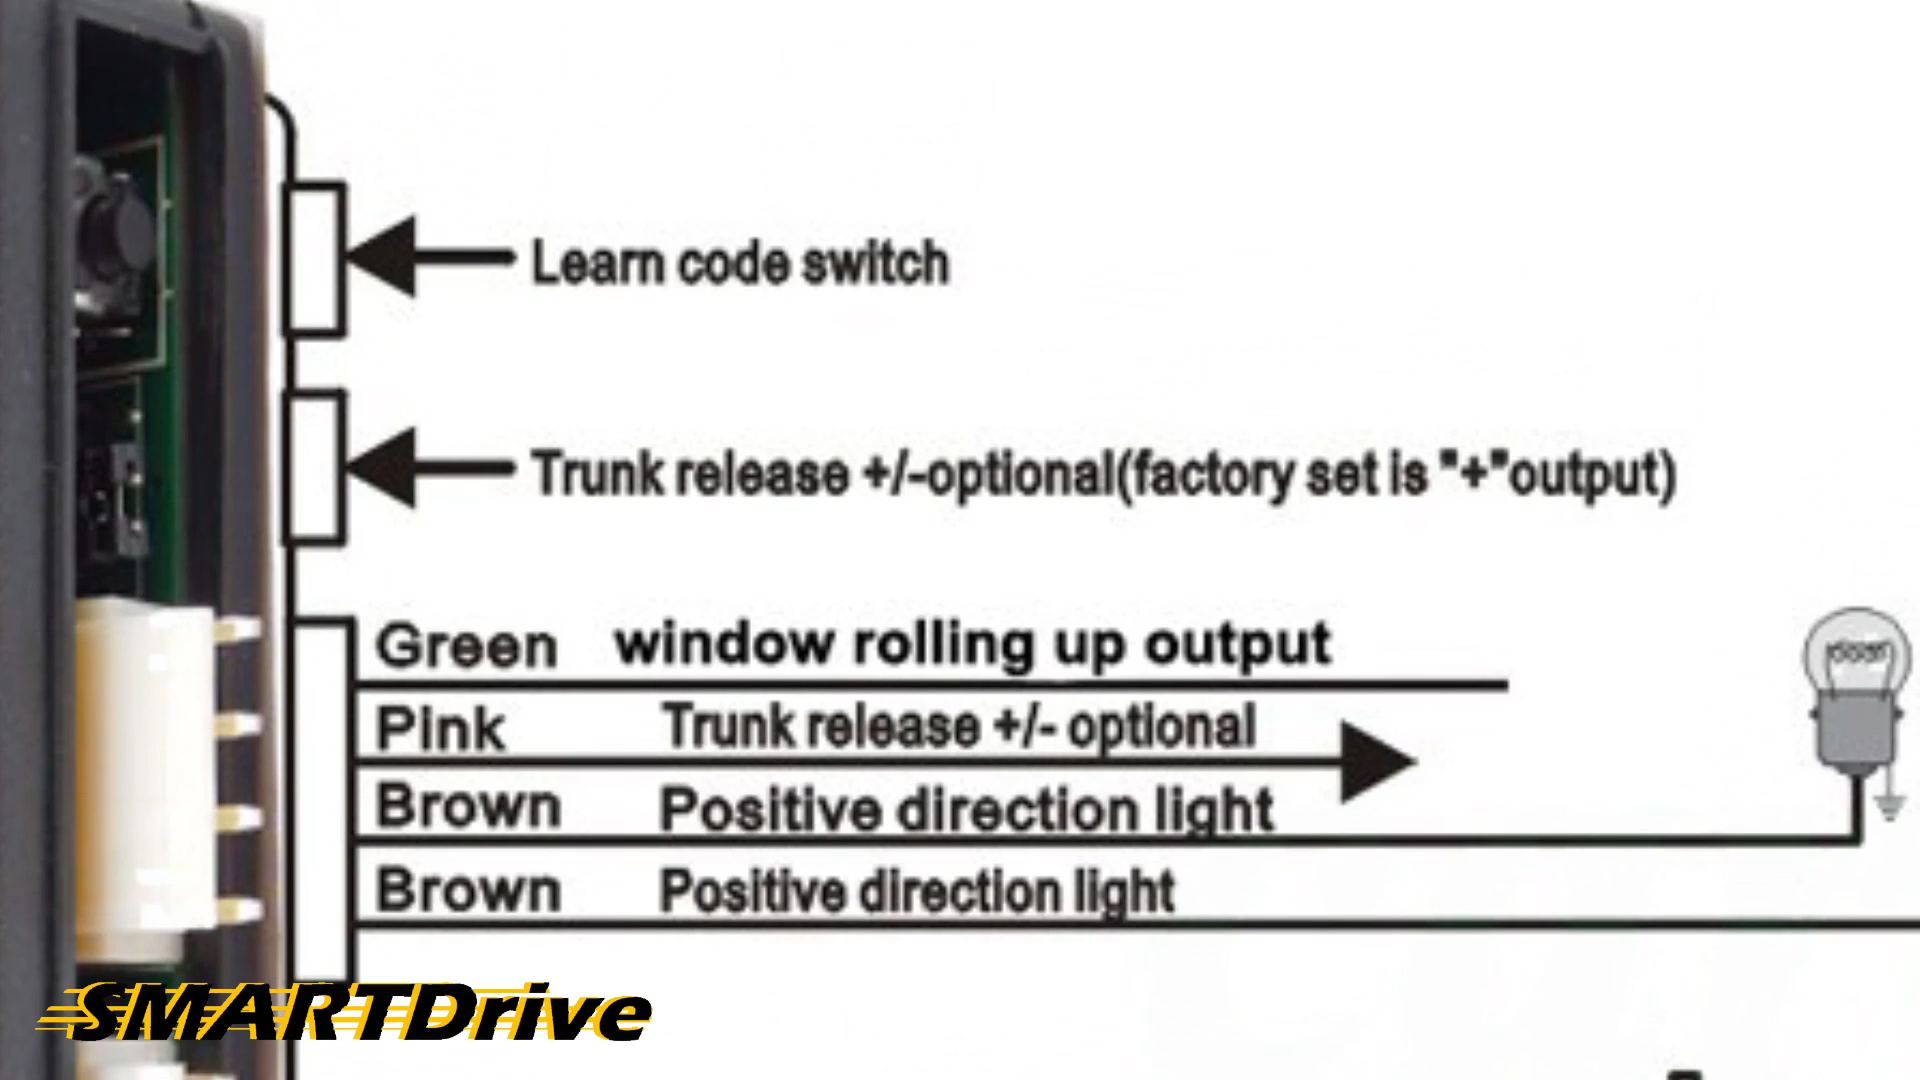 Learn code switch
Trunk release +/-optional(factory set is "+"output)
Green window rolling up output
Pink Trunk release +/- optional
Brown Positive direction light
Brown Positive direction light
SMARTDrive